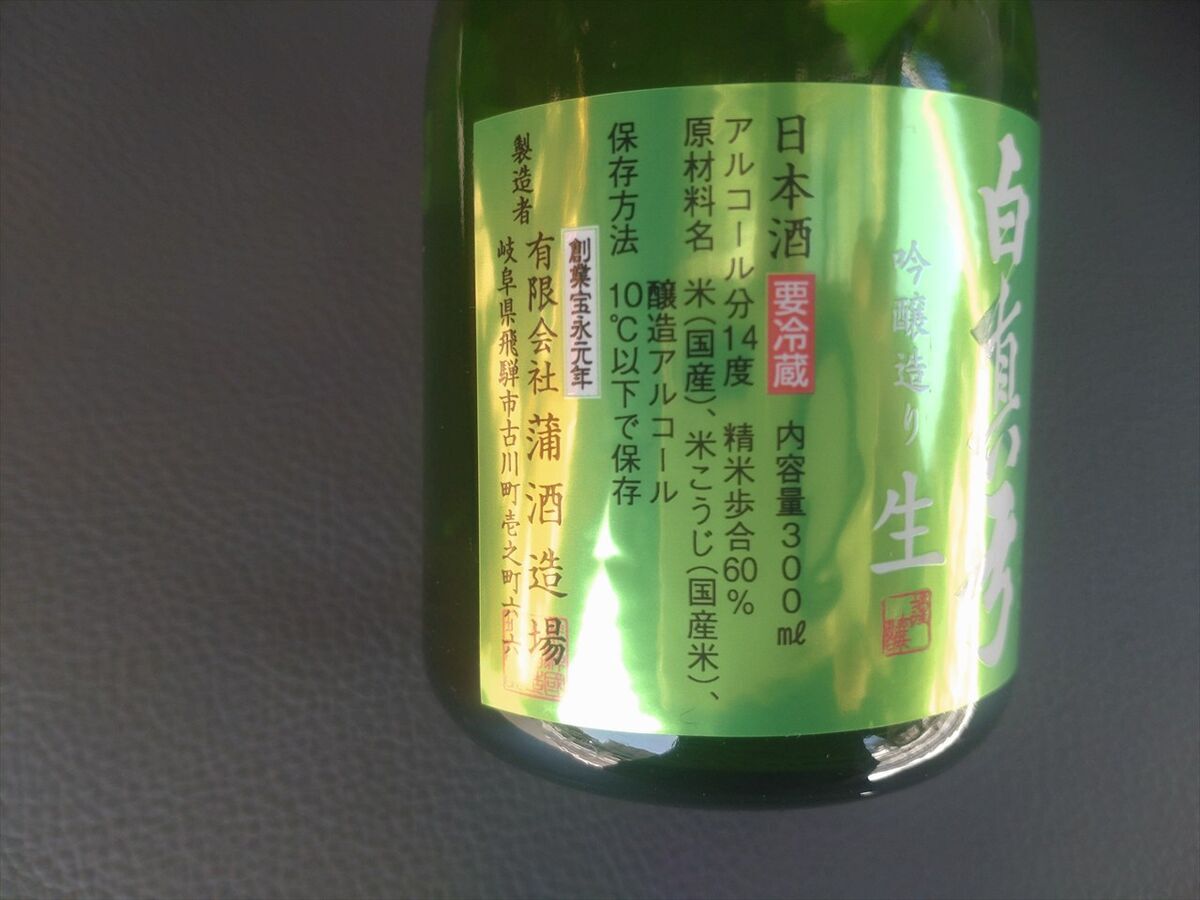 白真弓
吟醸造り 生
日本酒 要冷蔵 内容量300㎖
アルコール分14度 精米歩合60%
原材料名 米(国産)、米こうじ(国産米)、
醸造アルコール
保存方法 10℃以下で保存
創業宝永元年
製造者 有限会社 蒲酒造場
岐阜県飛騨市古川町壱之町六ノ六